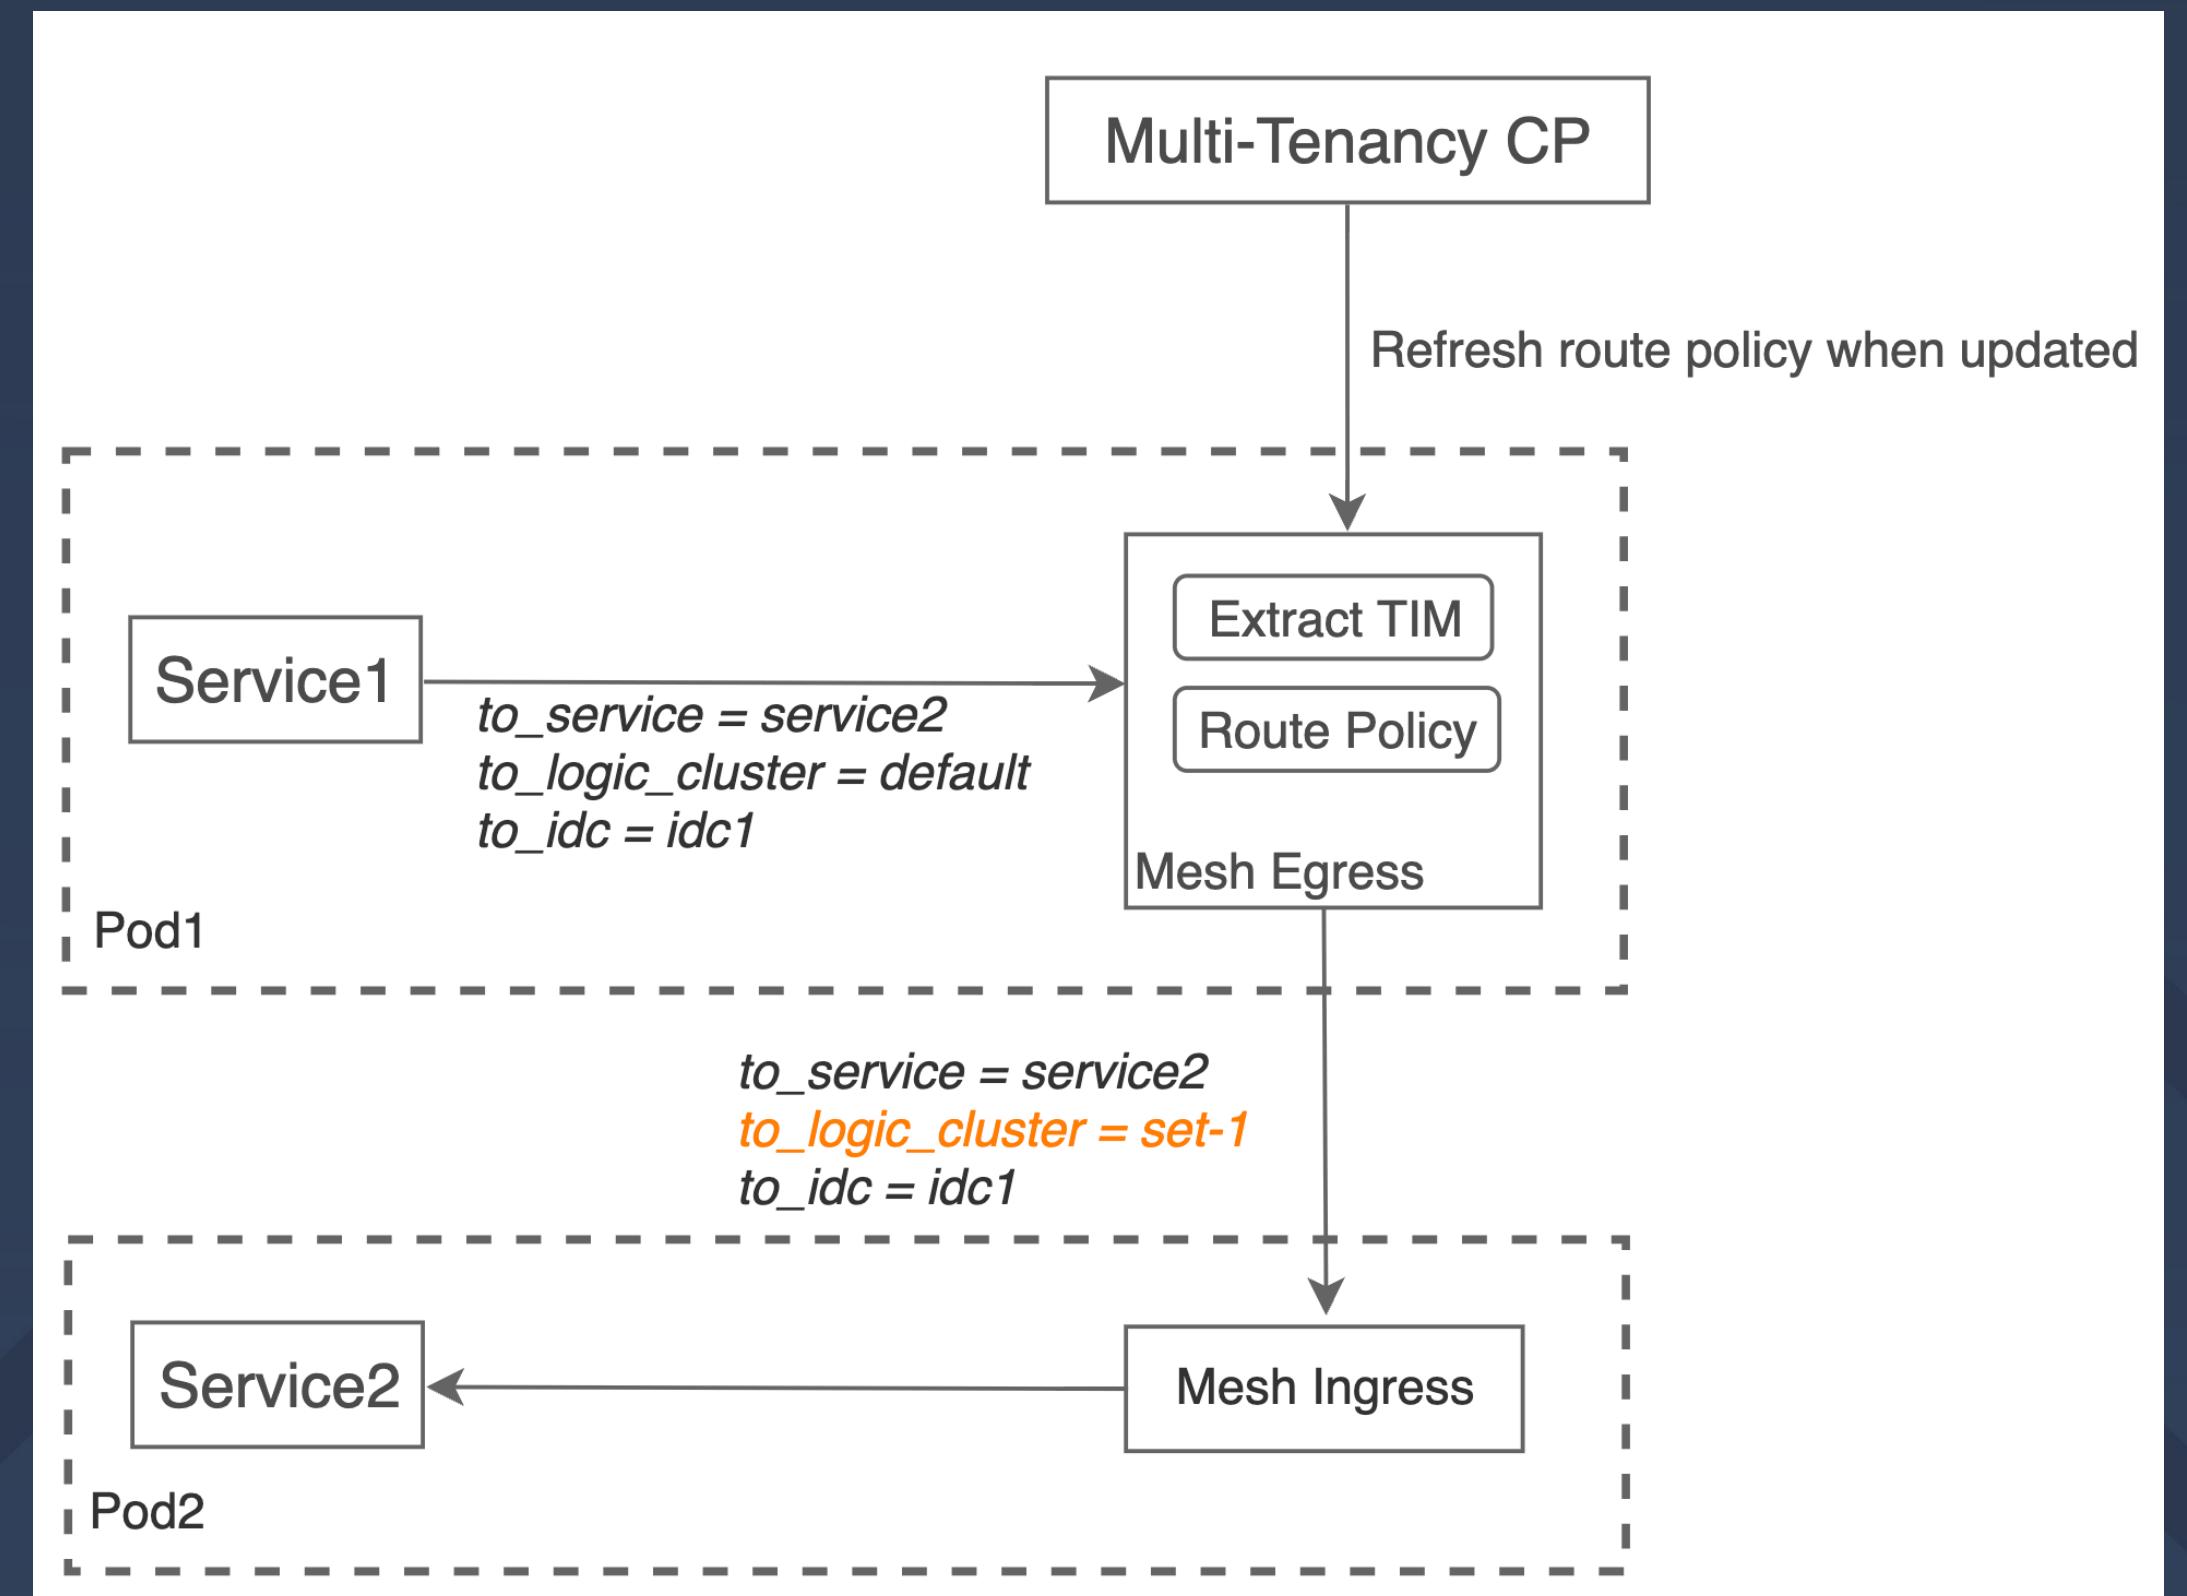 Multi-Tenancy CP
Refresh route policy when updated
Extract TIM
Service1
to_service = service2
to_logic_cluster = default
to_idc = idc1
Route Policy
Mesh Egress
Pod1
to_service = service2
to_logic_cluster = set-1
to_idc = idc1
Service2
Mesh Ingress
Pod2